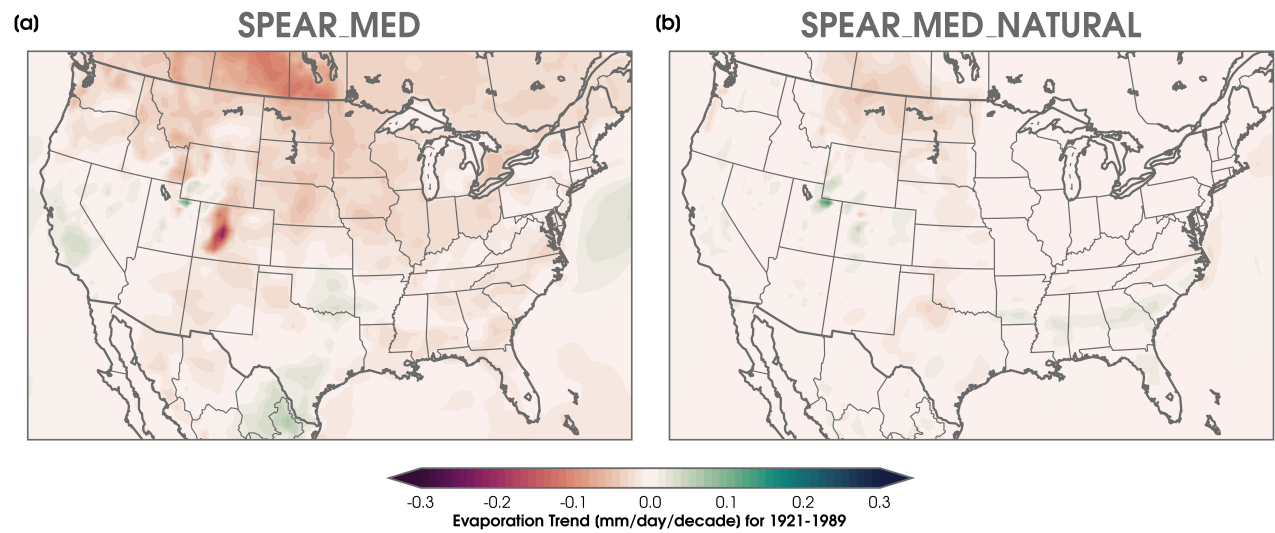 (a) SPEAR_MED
(b) SPEAR_MED_NATURAL
-0.3 -0.2 -0.1 0.0 0.1 0.2 0.3
Evaporation Trend (mm/day/decade) for 1921-1989